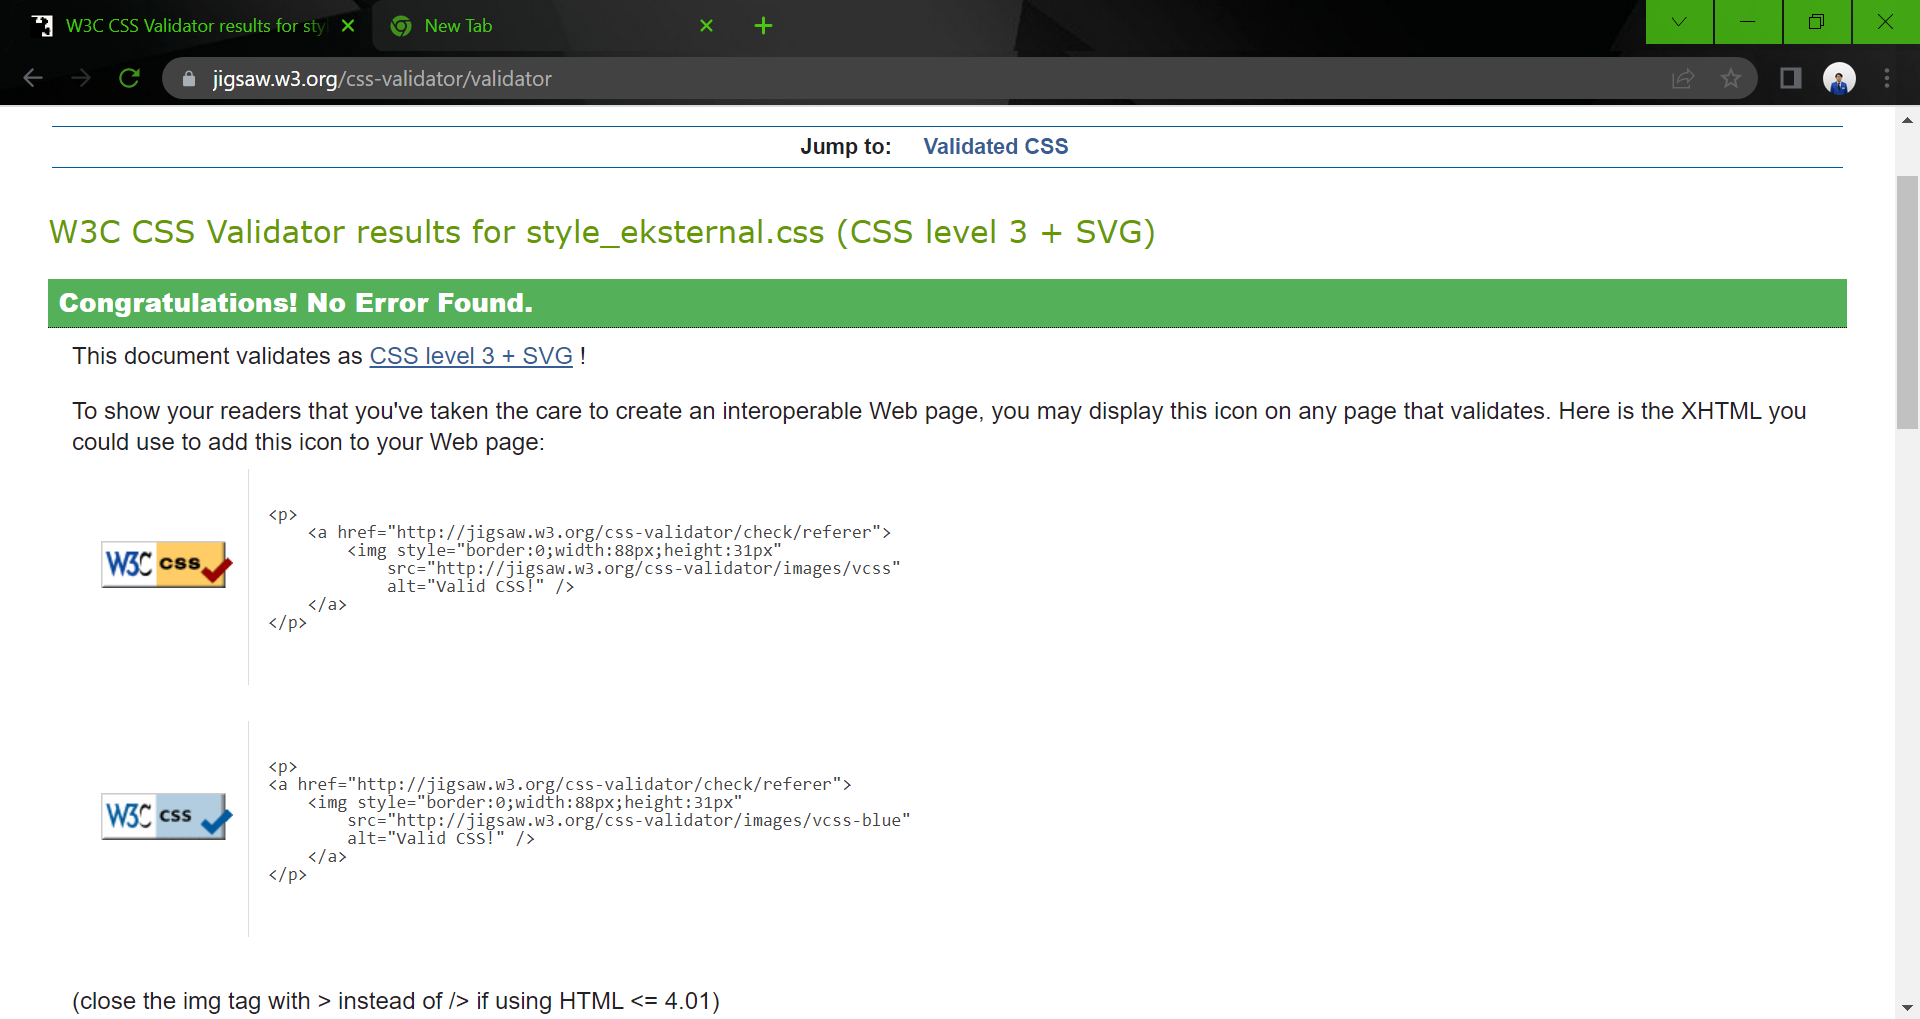 W3C CSS Validator results for sty
New Tab
jigsaw.w3.org/css-validator/validator
Jump to: Validated CSS
W3C CSS Validator results for style_eksternal.css (CSS level 3 + SVG)
Congratulations! No Error Found.
This document validates as CSS level 3 + SVG !
To show your readers that you've taken the care to create an interoperable Web page, you may display this icon on any page that validates. Here is the XHTML you
could use to add this icon to your Web page:
W3C css
<p>
<a href="http://jigsaw.w3.org/css-validator/check/referer">
<img style="border:0;width:88px;height:31px"
src="http://jigsaw.w3.org/css-validator/images/vcss"
alt="Valid CSS!" />
</a>
</p>
W3C css
<p>
<a href="http://jigsaw.w3.org/css-validator/check/referer">
<img style="border:0;width:88px;height:31px"
src="http://jigsaw.w3.org/css-validator/images/vcss-blue"
alt="Valid CSS!" />
</a>
</p>
(close the img tag with > instead of /> if using HTML <= 4.01)